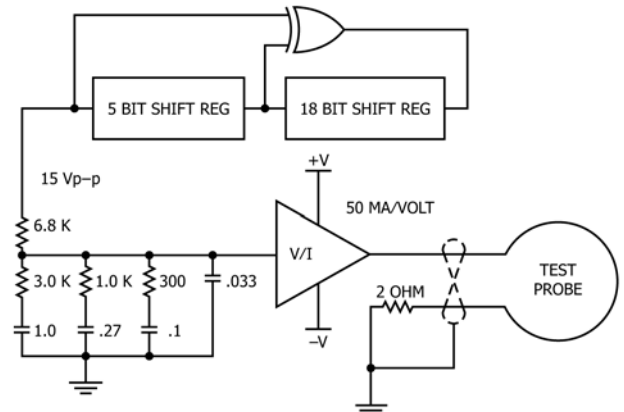 5 BIT SHIFT REG
18 BIT SHIFT REG
15 Vp–p
+V
50 MA/VOLT
6.8 K
V/I
3.0 K
1.0 K
300
.033
2 OHM
TEST
PROBE
1.0
.27
.1
–V